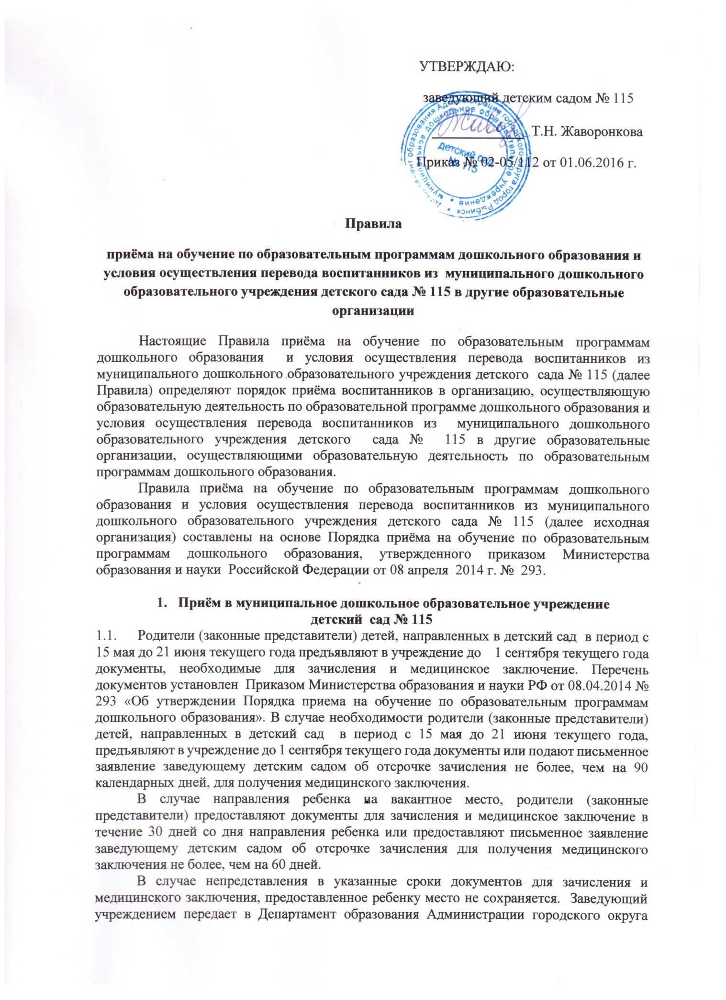 УТВЕРЖДАЮ:
заведующий детским садом № 115
Т.Н. Жаворонкова
Приказ № 02-05/112 от 01.06.2016 г.
образования Администрации городского округа город Рыбинск *
муниципальное дошкольное образовательное учреждение *
детский сад
№ 115
Правила
приёма на обучение по образовательным программам дошкольного образования и
условия осуществления перевода воспитанников из муниципального дошкольного
образовательного учреждения детского сада № 115 в другие образовательные
организации
Настоящие Правила приёма на обучение по образовательным программам
дошкольного образования и условия осуществления перевода воспитанников из
муниципального дошкольного образовательного учреждения детского сада № 115 (далее
Правила) определяют порядок приёма воспитанников в организацию, осуществляющую
образовательную деятельность по образовательной программе дошкольного образования и
условия осуществления перевода воспитанников из муниципального дошкольного
образовательного учреждения детского сада № 115 в другие образовательные
организации, осуществляющими образовательную деятельность по образовательным
программам дошкольного образования.
Правила приёма на обучение по образовательным программам дошкольного
образования и условия осуществления перевода воспитанников из муниципального
дошкольного образовательного учреждения детского сада № 115 (далее исходная
организация) составлены на основе Порядка приёма на обучение по образовательным
программам дошкольного образования, утвержденного приказом Министерства
образования и науки Российской Федерации от 08 апреля 2014 г. № 293.
1. Приём в муниципальное дошкольное образовательное учреждение
детский сад № 115
1.1. Родители (законные представители) детей, направленных в детский сад в период с
15 мая до 21 июня текущего года предъявляют в учреждение до 1 сентября текущего года
документы, необходимые для зачисления и медицинское заключение. Перечень
документов установлен Приказом Министерства образования и науки РФ от 08.04.2014 №
293 «Об утверждении Порядка приема на обучение по образовательным программам
дошкольного образования». В случае необходимости родители (законные представители)
детей, направленных в детский сад в период с 15 мая до 21 июня текущего года,
предъявляют в учреждение до 1 сентября текущего года документы или подают письменное
заявление заведующему детским садом об отсрочке зачисления не более, чем на 90
календарных дней, для получения медицинского заключения.
В случае направления ребенка на вакантное место, родители (законные
представители) предоставляют документы для зачисления и медицинское заключение в
течение 30 дней со дня направления ребенка или предоставляют письменное заявление
заведующему детским садом об отсрочке зачисления для получения медицинского
заключения не более, чем на 60 дней.
В случае непредставления в указанные сроки документов для зачисления и
медицинского заключения, предоставленное ребенку место не сохраняется. Заведующий
учреждением передает в Департамент образования Администрации городского округа